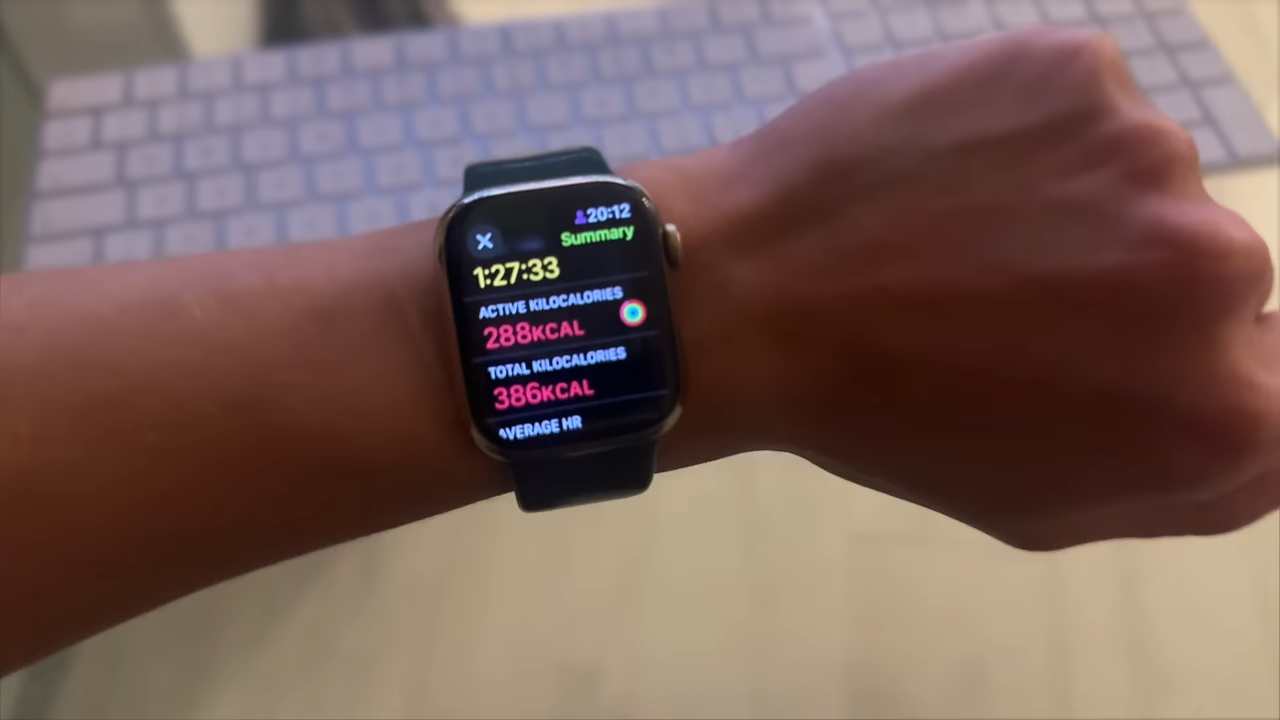 20:12
Summary
1:27:33
ACTIVE KILOCALORIES
288KCAL
TOTAL KILOCALORIES
386KCAL
AVERAGE HR